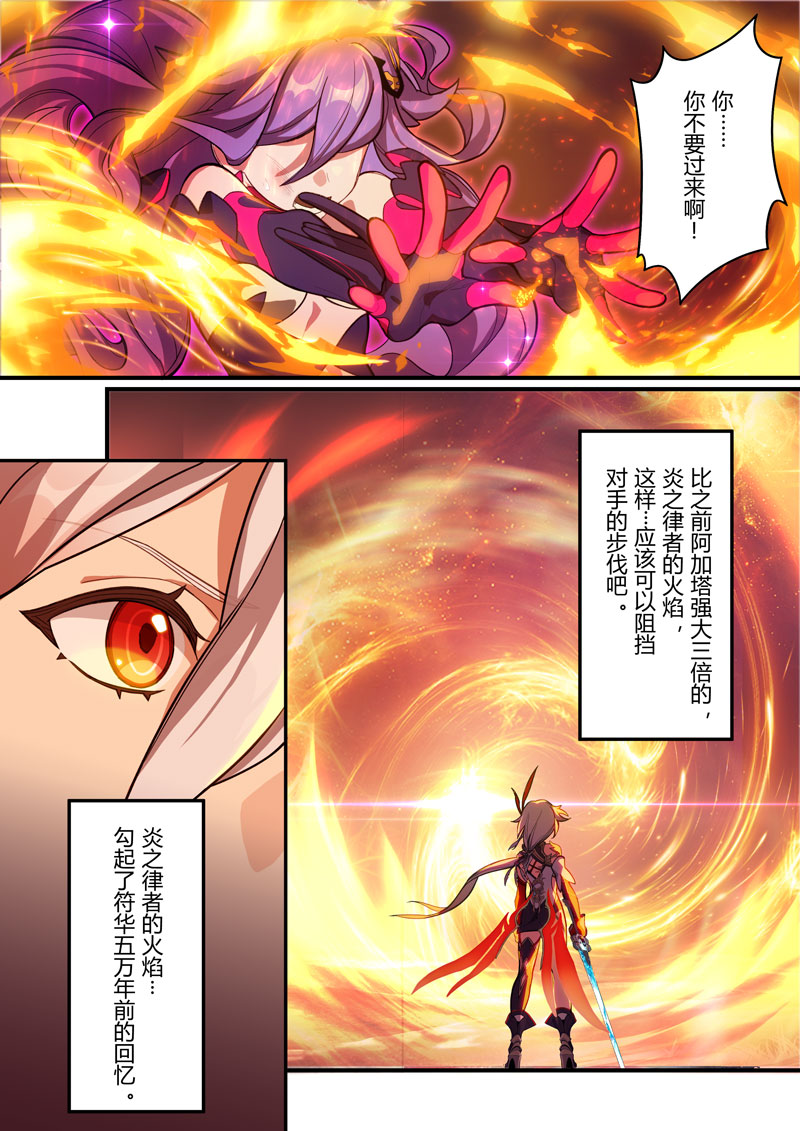 你……
你不要过来啊！
比之前阿加塔强大三倍的，
炎之律者的火焰，
这样…应该可以阻挡
对手的步伐吧。
炎之律者的火焰…
勾起了符华五万年前的回忆。